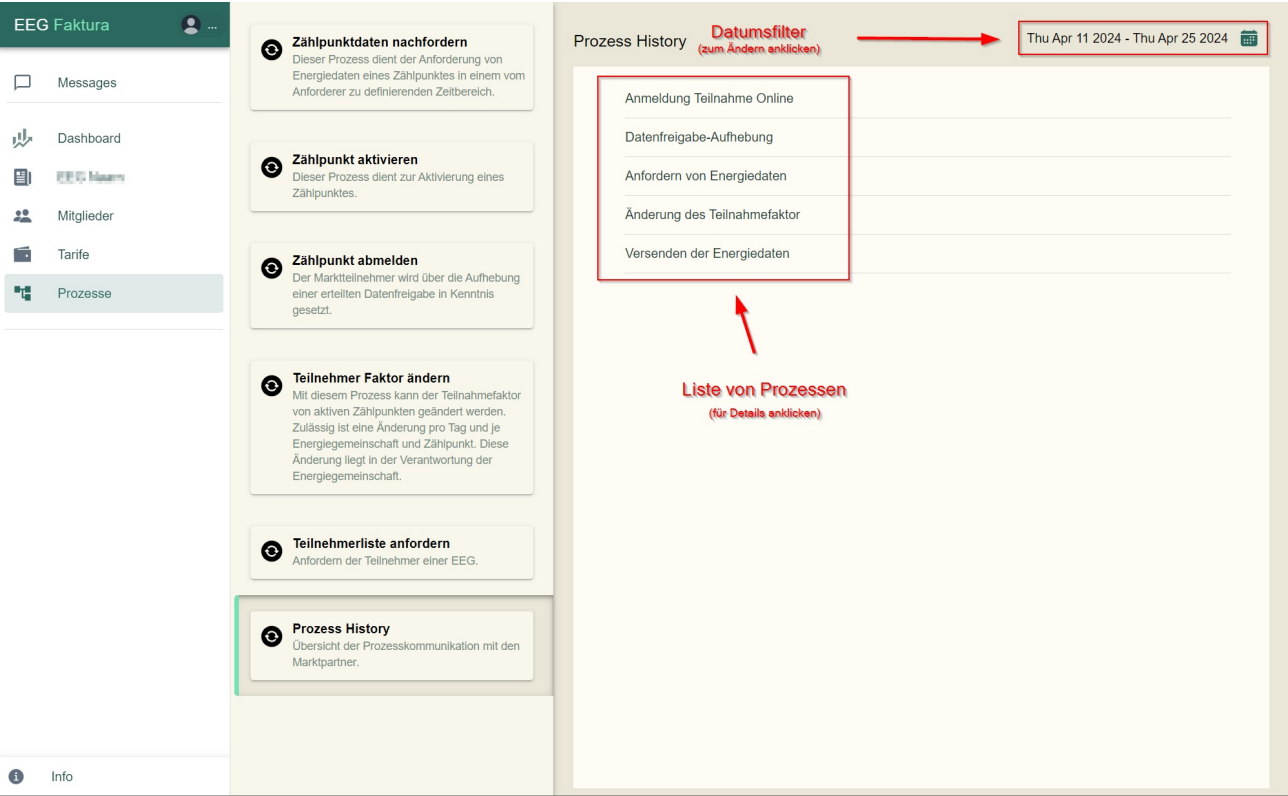 EEG Faktura
...
Messages
Dashboard
Mitglieder
Tarife
Prozesse
Info
Zählpunktdaten nachfordern
Dieser Prozess dient der Anforderung von
Energiedaten eines Zählpunktes in einem vom
Anforderer zu definierenden Zeitbereich.
Zählpunkt aktivieren
Dieser Prozess dient zur Aktivierung eines
Zählpunktes.
Zählpunkt abmelden
Der Marktteilnehmer wird über die Aufhebung
einer erteilten Datenfreigabe in Kenntnis
gesetzt.
Teilnehmer Faktor ändern
Mit diesem Prozess kann der Teilnahmefaktor
von aktiven Zählpunkten geändert werden.
Zulässig ist eine Änderung pro Tag und je
Energiegemeinschaft und Zählpunkt. Diese
Änderung liegt in der Verantwortung der
Energiegemeinschaft.
Teilnehmerliste anfordern
Anfordern der Teilnehmer einer EEG.
Prozess History
Übersicht der Prozesskommunikation mit den
Marktpartner.
Prozess History
Datumsfilter
(zum Ändern anklicken)
Thu Apr 11 2024 - Thu Apr 25 2024
Anmeldung Teilnahme Online
Datenfreigabe-Aufhebung
Anfordern von Energiedaten
Änderung des Teilnahmefaktor
Versenden der Energiedaten
Liste von Prozessen
(für Details anklicken)